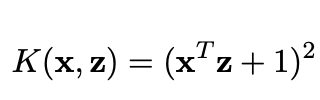 K(𝐱, 𝐳) = (𝐱ᵀ𝐳 + 1)²